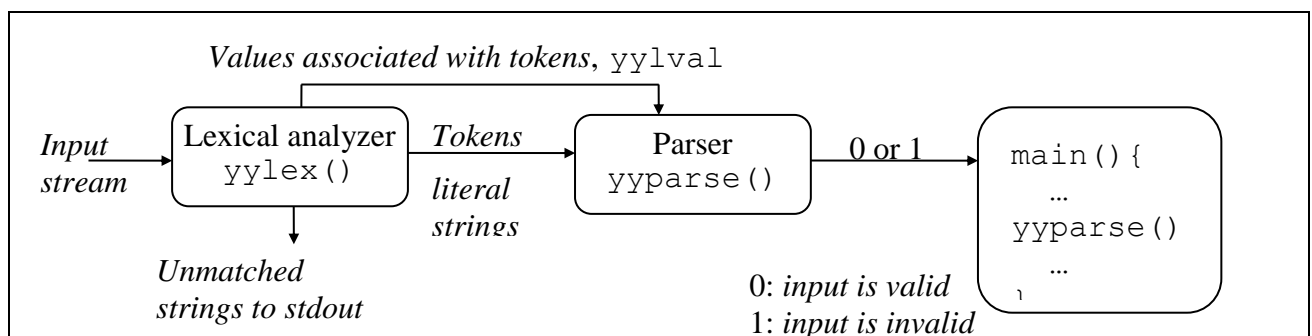 Values associated with tokens, yylval
Input
stream
Lexical analyzer
yylex()
Tokens
literal
strings
Parser
yyparse()
0 or 1
main(){
...
yyparse()
...
Unmatched
strings to stdout
0: input is valid
1: input is invalid